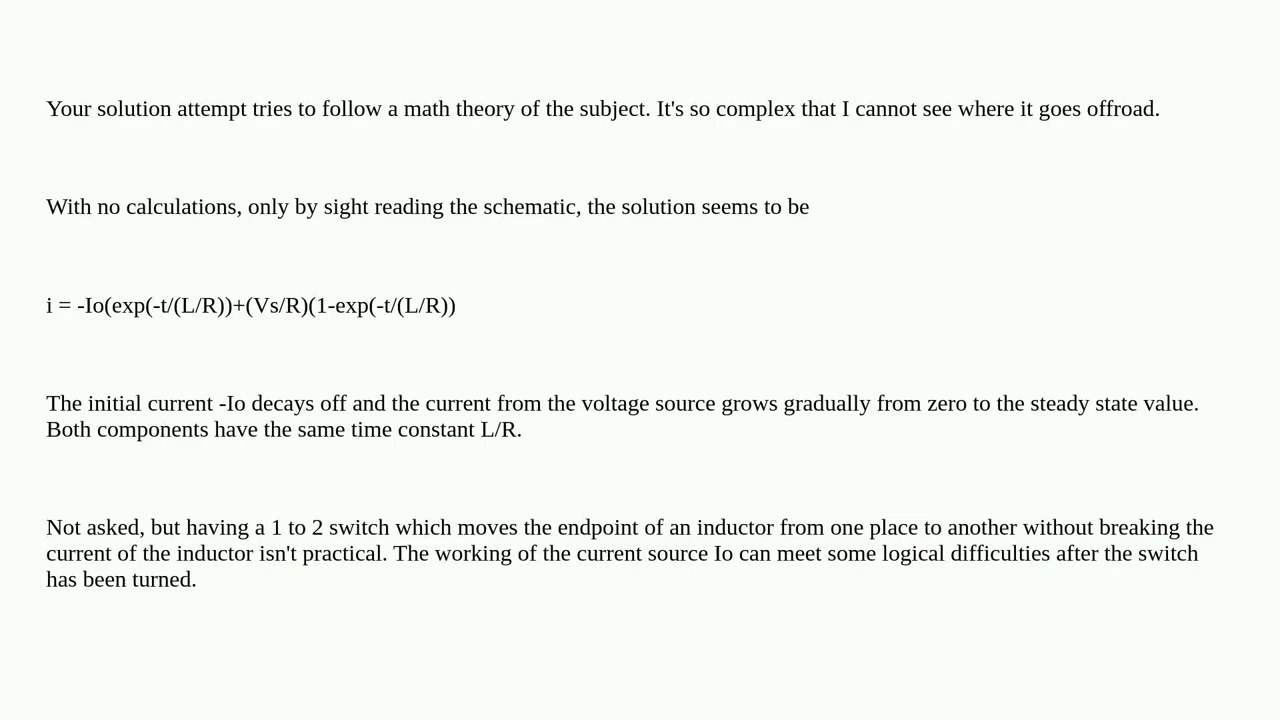 Your solution attempt tries to follow a math theory of the subject. It's so complex that I cannot see where it goes offroad.
With no calculations, only by sight reading the schematic, the solution seems to be
i = -Io(exp(-t/(L/R))+(Vs/R)(1-exp(-t/(L/R))
The initial current -Io decays off and the current from the voltage source grows gradually from zero to the steady state value.
Both components have the same time constant L/R.
Not asked, but having a 1 to 2 switch which moves the endpoint of an inductor from one place to another without breaking the
current of the inductor isn't practical. The working of the current source Io can meet some logical difficulties after the switch
has been turned.